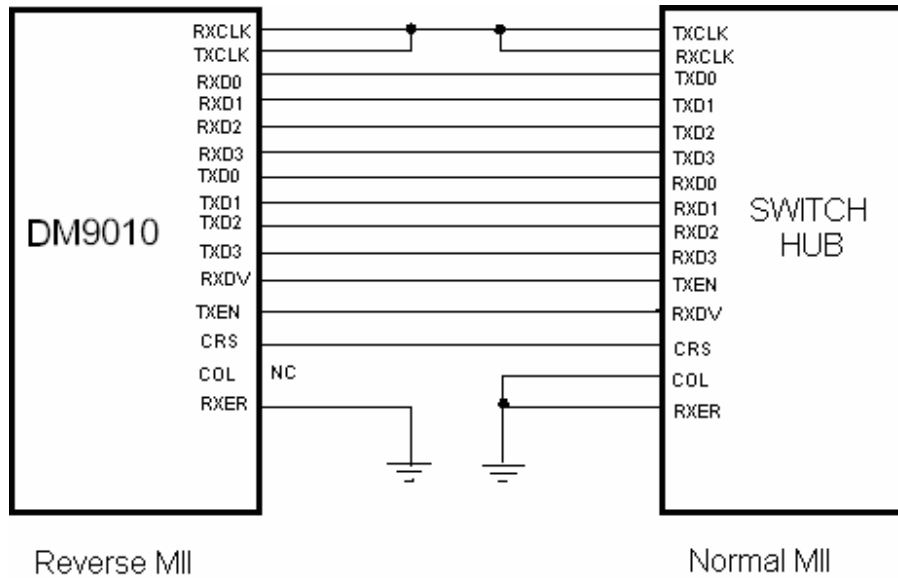 RXCLK
TXCLK
RXD0
RXD1
RXD2
RXD3
TXD0
TXD1
TXD2
TXD3
RXDV
TXEN
CRS
COL NC
RXER
DM9010
TXCLK
RXCLK
TXD0
TXD1
TXD2
TXD3
RXD0
RXD1
RXD2
RXD3
TXEN
RXDV
CRS
COL
RXER
SWITCH
HUB
Reverse MII
Normal MII